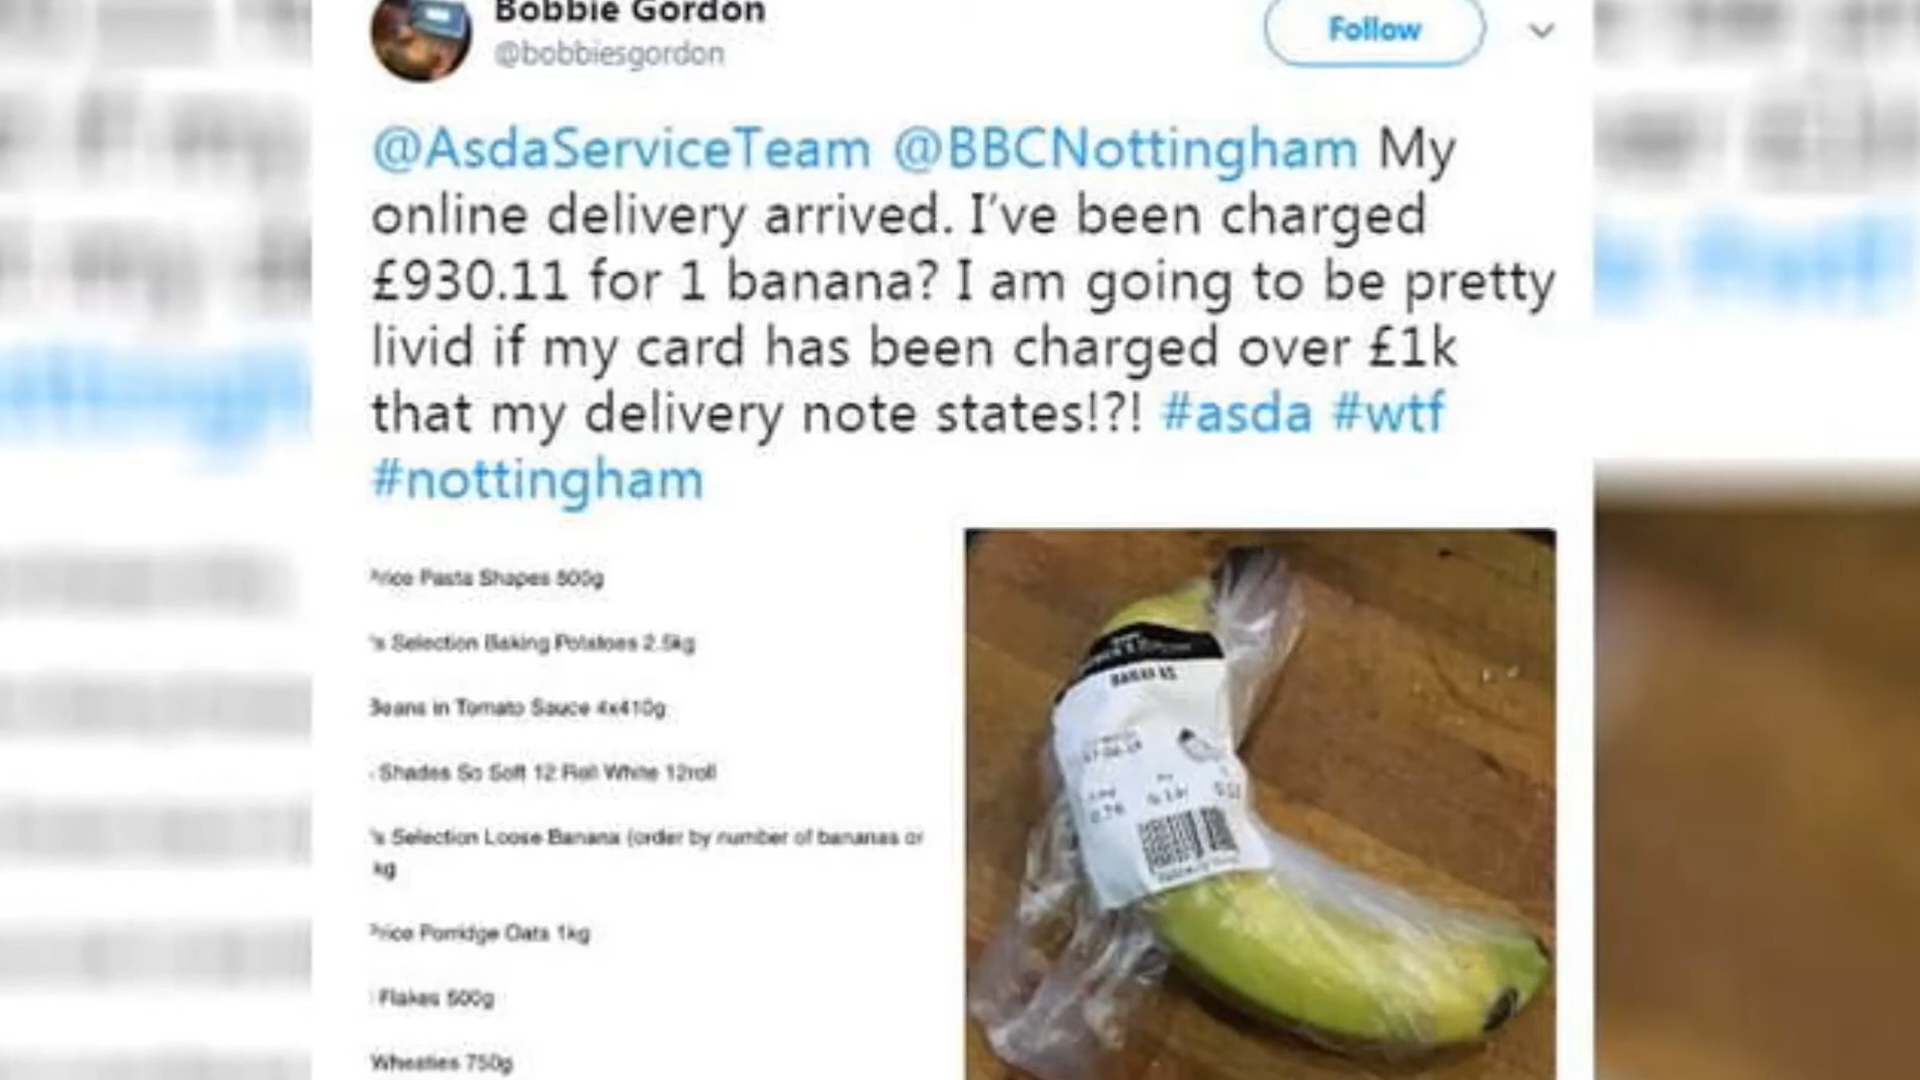 Bobbie Gordon
@bobbiesgordon
Follow
@AsdaServiceTeam @BBCNottingham My
online delivery arrived. I've been charged
£930.11 for 1 banana? I am going to be pretty
livid if my card has been charged over £1k
that my delivery note states!?! #asda #wtf
#nottingham
rice Pasta Shapes 500g
's Selection Baking Potatoes 2.5kg
Beans in Tomato Sauce 4x410g
Shades So Soft 12 Roll White 12roll
's Selection Loose Banana (order by number of bananas or
kg
rice Porridge Oats 1kg
Flakes 500g
Wheaties 750g